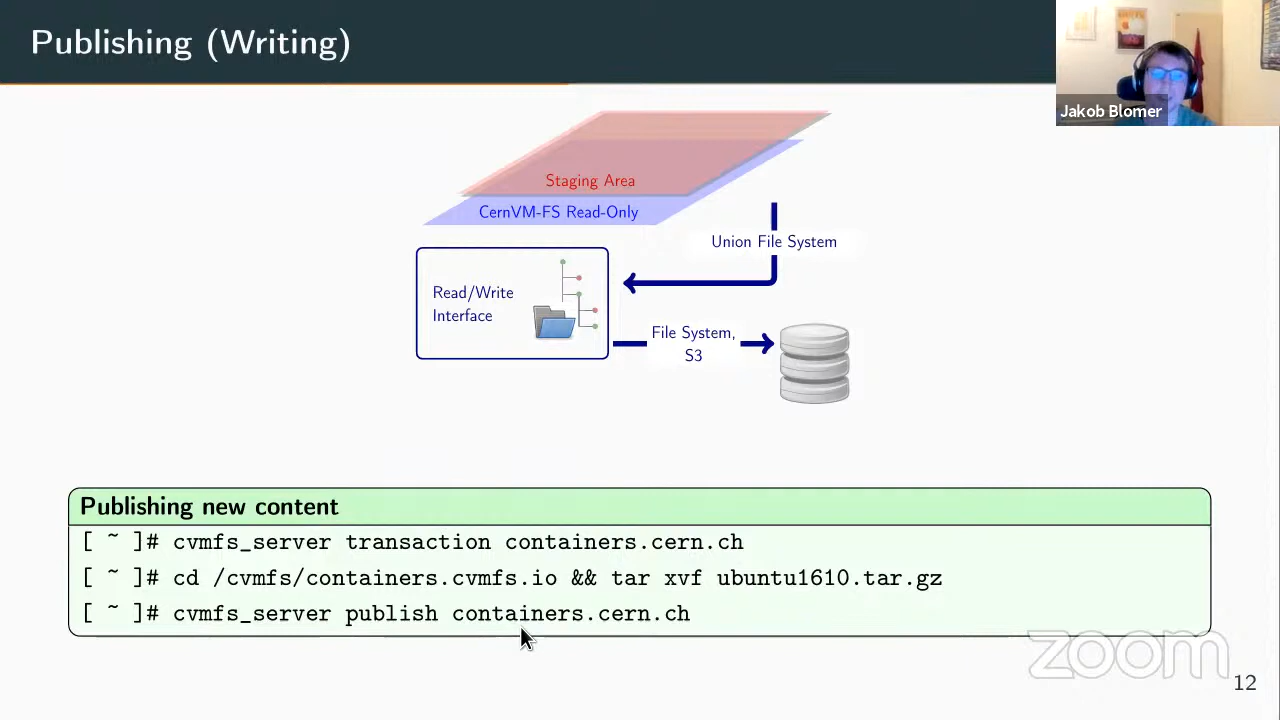 Publishing (Writing)
Jakob Blomer
Staging Area
CernVM-FS Read-Only
Union File System
Read/Write
Interface
File System,
S3
Publishing new content
[ ~ ]# cvmfs_server transaction containers.cern.ch
[ ~ ]# cd /cvmfs/containers.cvmfs.io && tar xvf ubuntu1610.tar.gz
[ ~ ]# cvmfs_server publish containers.cern.ch
zoom
12